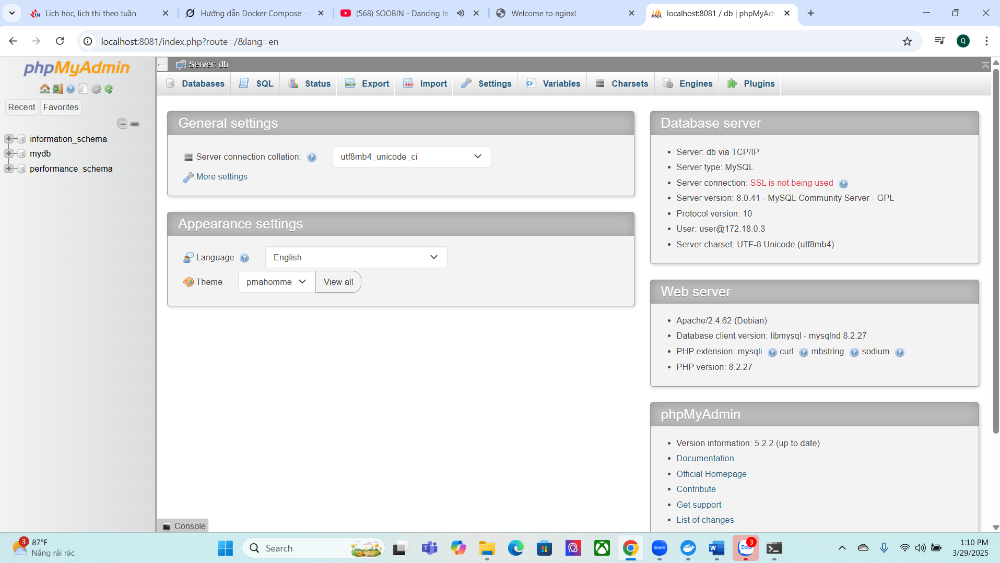 Lịch học, lịch thi theo tuần
Hướng dẫn Docker Compose -
(568) SOOBIN - Dancing In
Welcome to nginx!
localhost:8081 / db | phpMyAdr
localhost:8081/index.php?route=/&lang=en
Q
phpMyAdmin
Recent
Favorites
information_schema
mydb
performance_schema
Server: db
Databases
SQL
Status
Export
Import
Settings
Variables
Charsets
Engines
Plugins
General settings
Server connection collation:
utf8mb4_unicode_ci
More settings
Appearance settings
Language
English
Theme
pmahomme
View all
Database server
Server: db via TCP/IP
Server type: MySQL
Server connection: SSL is not being used
Server version: 8.0.41 - MySQL Community Server - GPL
Protocol version: 10
User: user@172.18.0.3
Server charset: UTF-8 Unicode (utf8mb4)
Web server
Apache/2.4.62 (Debian)
Database client version: libmysql - mysqlnd 8.2.27
PHP extension: mysqli curl mbstring sodium
PHP version: 8.2.27
phpMyAdmin
Version information: 5.2.2 (up to date)
Documentation
Official Homepage
Contribute
Get support
List of changes
Console
3
87°F
Nắng rải rác
Search
zoom
Zalo
3
1:10 PM
3/29/2025